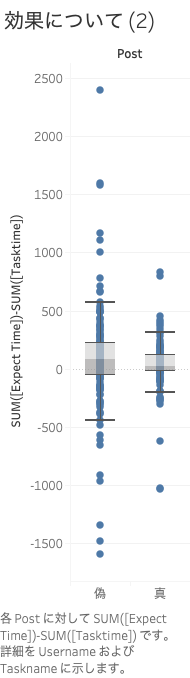 効果について (2)
Post
2500
2000
1500
1000
500
0
-500
-1000
-1500
SUM([Expect Time])-SUM([Tasktime])
偽
真
各 Post に対して SUM([Expect
Time])-SUM([Tasktime]) です。
詳細を Username および
Taskname に示します。